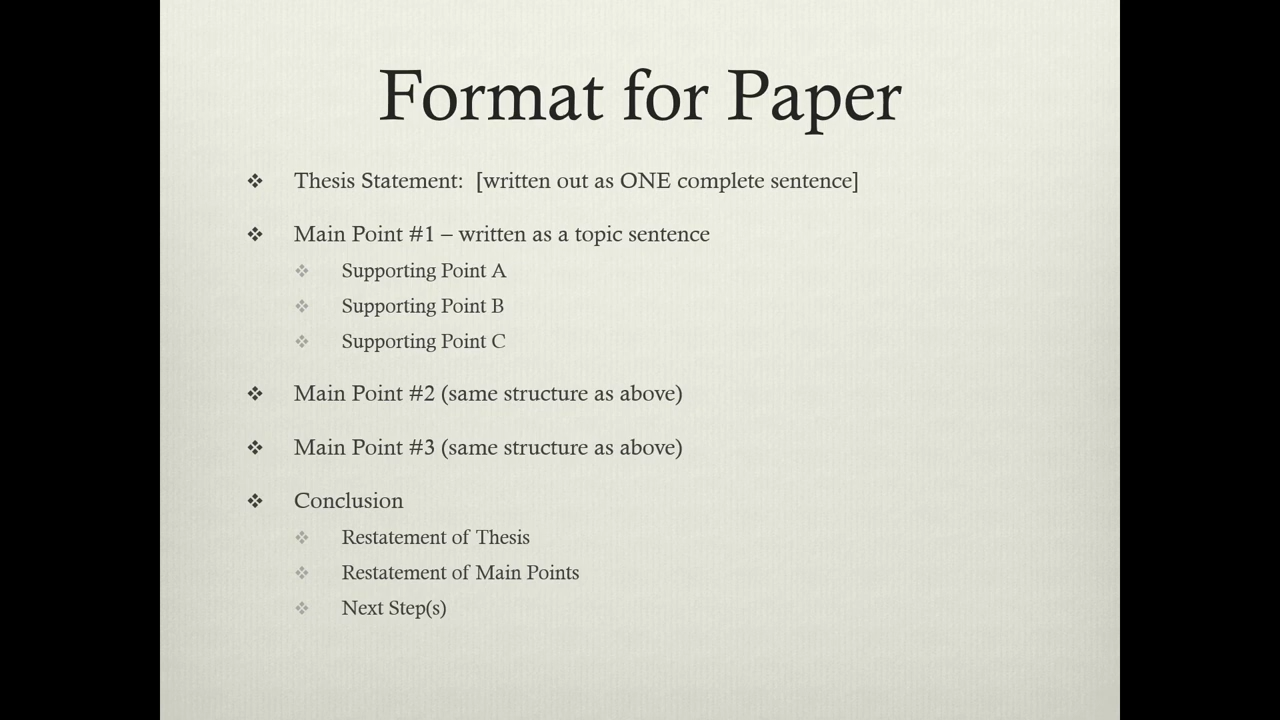 Format for Paper
❖ Thesis Statement:  [written out as ONE complete sentence]
❖ Main Point #1 – written as a topic sentence
❖ Supporting Point A
❖ Supporting Point B
❖ Supporting Point C
❖ Main Point #2 (same structure as above)
❖ Main Point #3 (same structure as above)
❖ Conclusion
❖ Restatement of Thesis
❖ Restatement of Main Points
❖ Next Step(s)